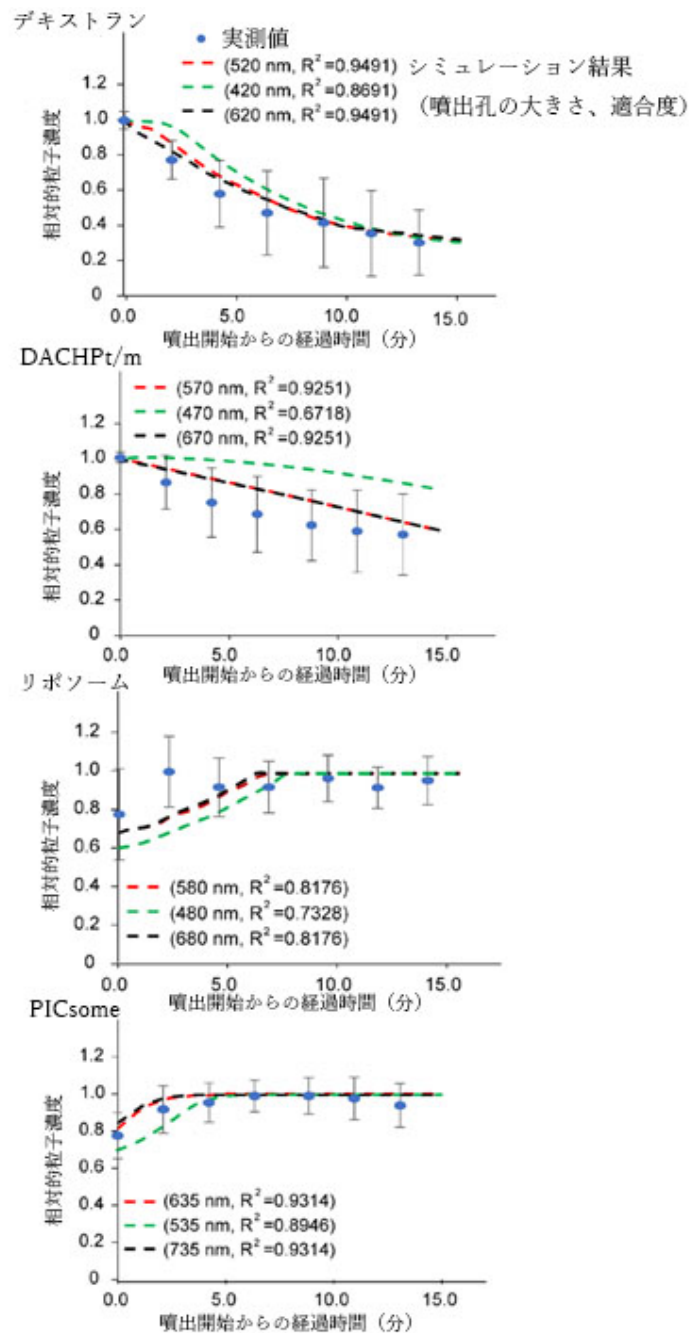 デキストラン
実測値
(520 nm, R²=0.9491) シミュレーション結果
(420 nm, R²=0.8691) （噴出孔の大きさ、適合度）
(620 nm, R²=0.9491)
相対的粒子濃度
1.2
1.0
0.8
0.6
0.4
0.2
0
0.0 5.0 10.0 15.0
噴出開始からの経過時間（分）
DACHPt/m
(570 nm, R²=0.9251)
(470 nm, R²=0.6718)
(670 nm, R²=0.9251)
相対的粒子濃度
1.2
1.0
0.8
0.6
0.4
0.2
0
0.0 5.0 10.0 15.0
噴出開始からの経過時間（分）
リポソーム
相対的粒子濃度
1.2
1.0
0.8
0.6
0.4
0.2
0
(580 nm, R²=0.8176)
(480 nm, R²=0.7328)
(680 nm, R²=0.8176)
0.0 5.0 10.0 15.0
噴出開始からの経過時間（分）
PICsome
相対的粒子濃度
1.2
1.0
0.8
0.6
0.4
0.2
0
(635 nm, R²=0.9314)
(535 nm, R²=0.8946)
(735 nm, R²=0.9314)
0.0 5.0 10.0 15.0
噴出開始からの経過時間（分）